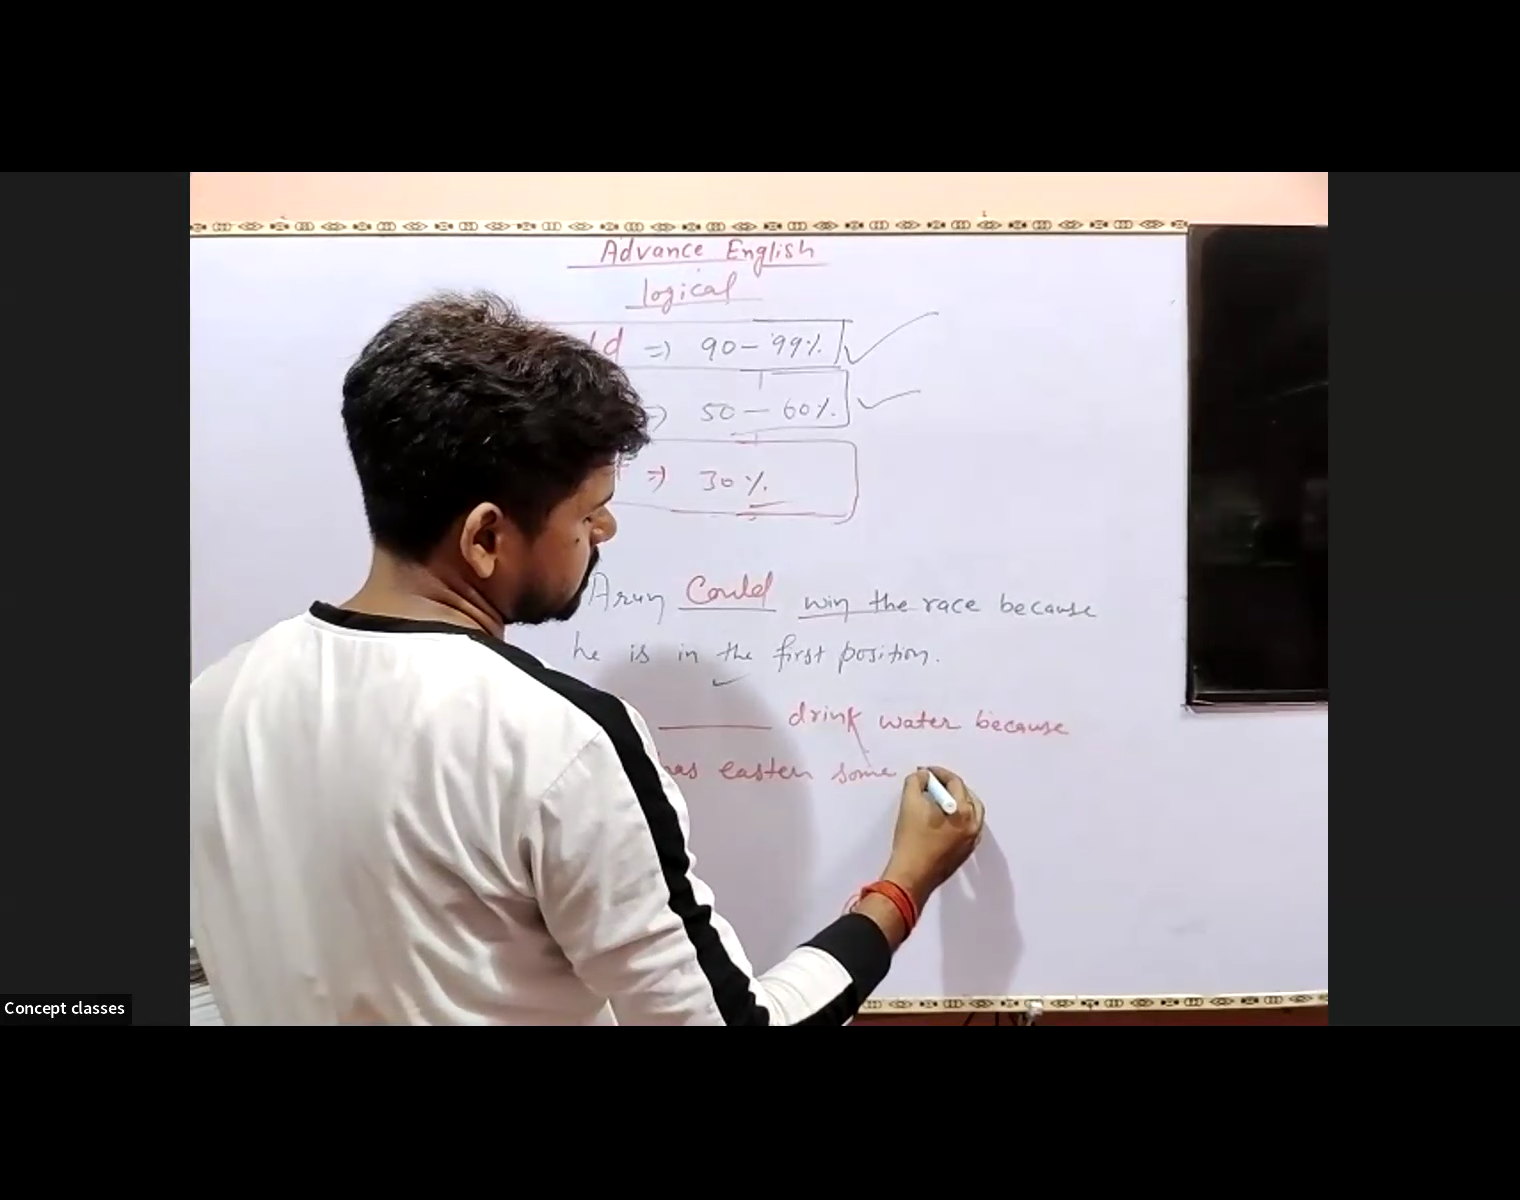 Advance English
logical
ld => 90-99%
=> 50-60%.
=> 30%.
Arun Could win the race because
he is in the first position.
drink water because
has easten some
Concept classes